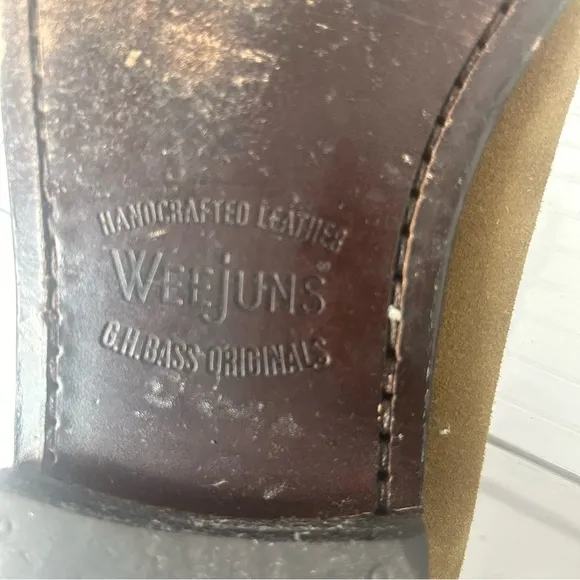 HANDCRAFTED LEATHER
WEEJUNS®
G.H.BASS ORIGINALS